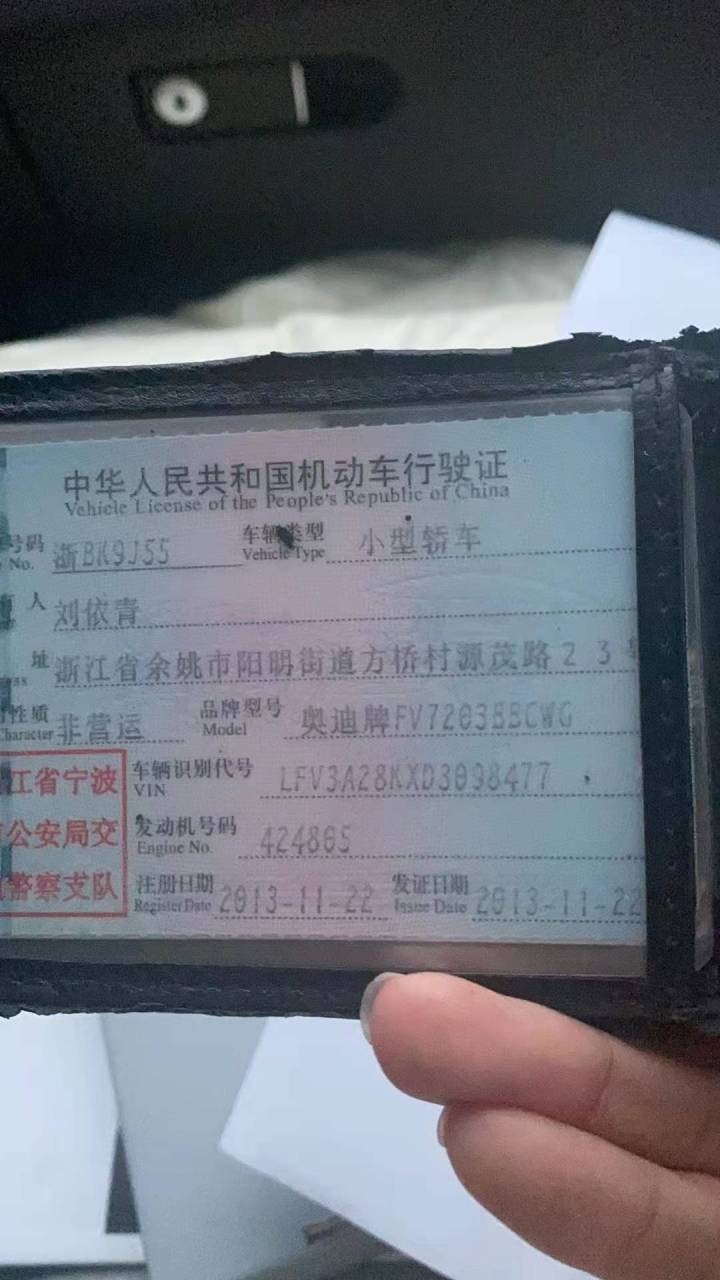 中华人民共和国机动车行驶证
Vehicle License of the People's Republic of China
号码 浙BK9J55 车辆类型 小型轿车
No. Vehicle Type
人 刘依青
址 浙江省余姚市阳明街道方桥村源茂路23
性质 非营运 品牌型号 奥迪牌FV7203BBCWG
Character Model
江省宁波 车辆识别代号 LFV3A28KXD3098477
VIN
公安局交 发动机号码 424865
Engine No.
警察支队 注册日期 2013-11-22 发证日期 2013-11-22
Register Date Issue Date